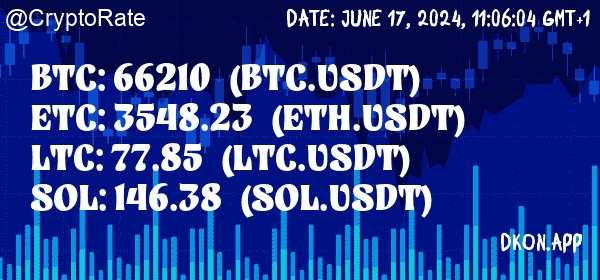 @CryptoRate
DATE: JUNE 17, 2024, 11:06:04 GMT+1
BTC: 66210 (BTC.USDT)
ETC: 3548.23 (ETH.USDT)
LTC: 77.85 (LTC.USDT)
SOL: 146.38 (SOL.USDT)
DKON.APP